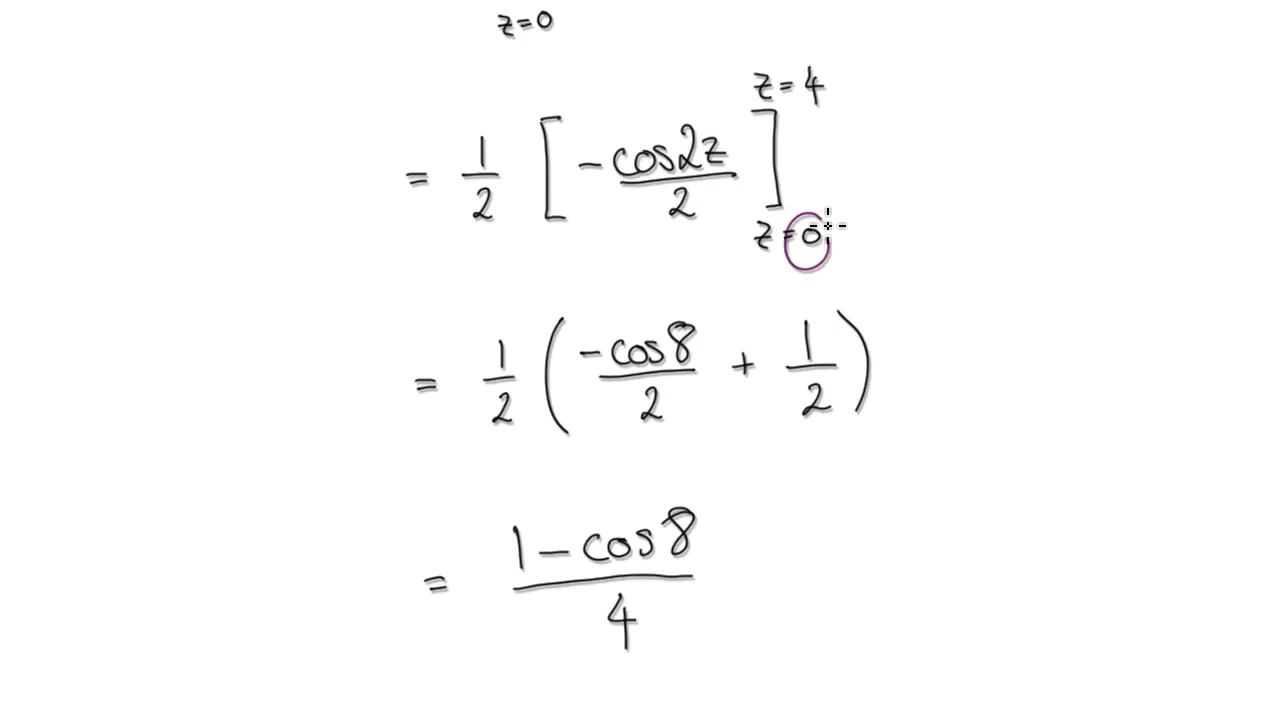 z=0
= 1/2 [ -cos2z/2 ]_{z=0}^{z=4}
= 1/2 ( -cos8/2 + 1/2 )
= 1-cos8/4